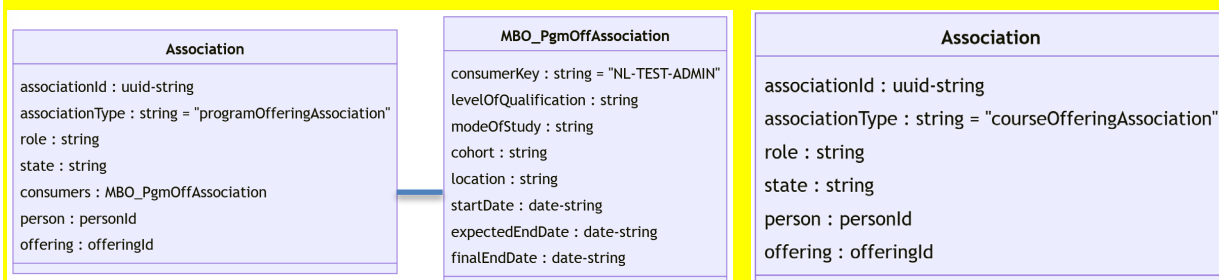 Association
associationId : uuid-string
associationType : string = "programOfferingAssociation"
role : string
state : string
consumers : MBO_PgmOffAssociation
person : personId
offering : offeringId
MBO_PgmOffAssociation
consumerKey : string = "NL-TEST-ADMIN"
levelOfQualification : string
modeOfStudy : string
cohort : string
location : string
startDate : date-string
expectedEndDate : date-string
finalEndDate : date-string
Association
associationId : uuid-string
associationType : string = "courseOfferingAssociation"
role : string
state : string
person : personId
offering : offeringId